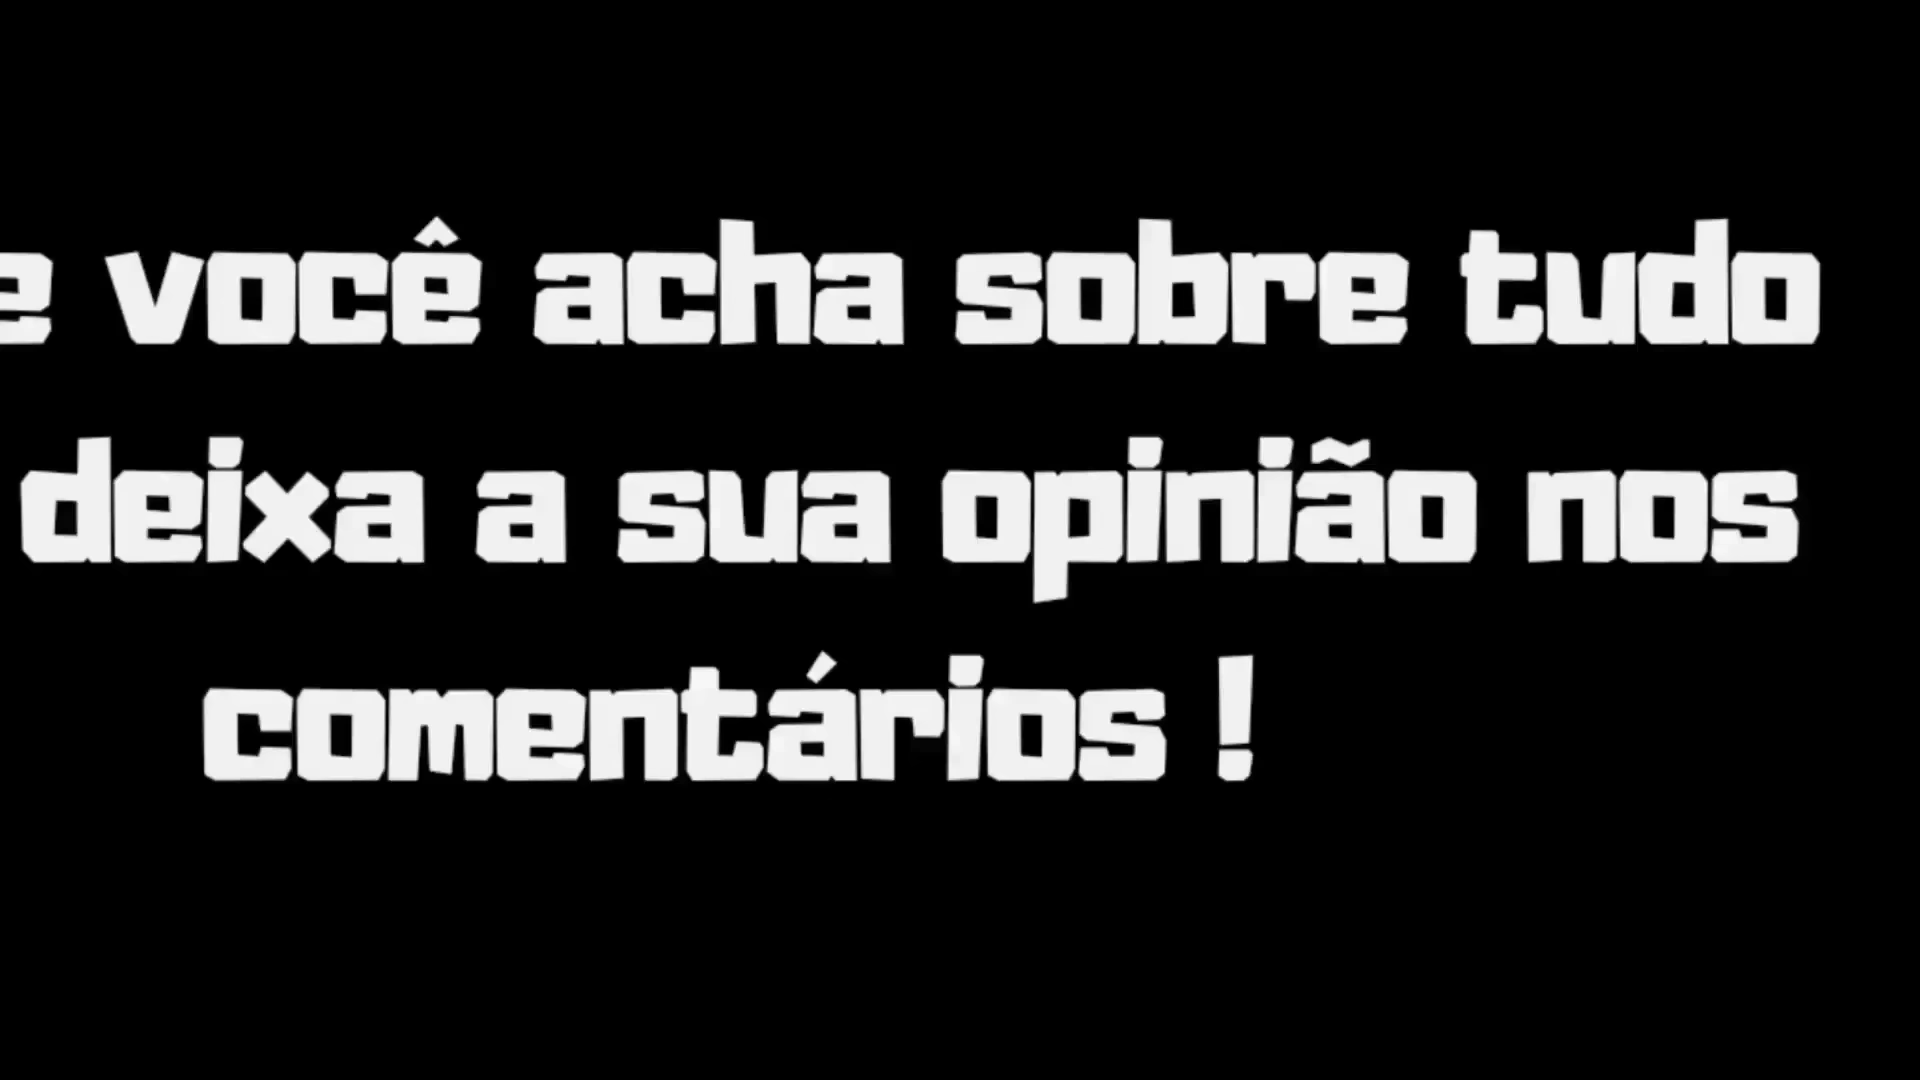 e você acha sobre tudo
deixa a sua opinião nos
comentários !